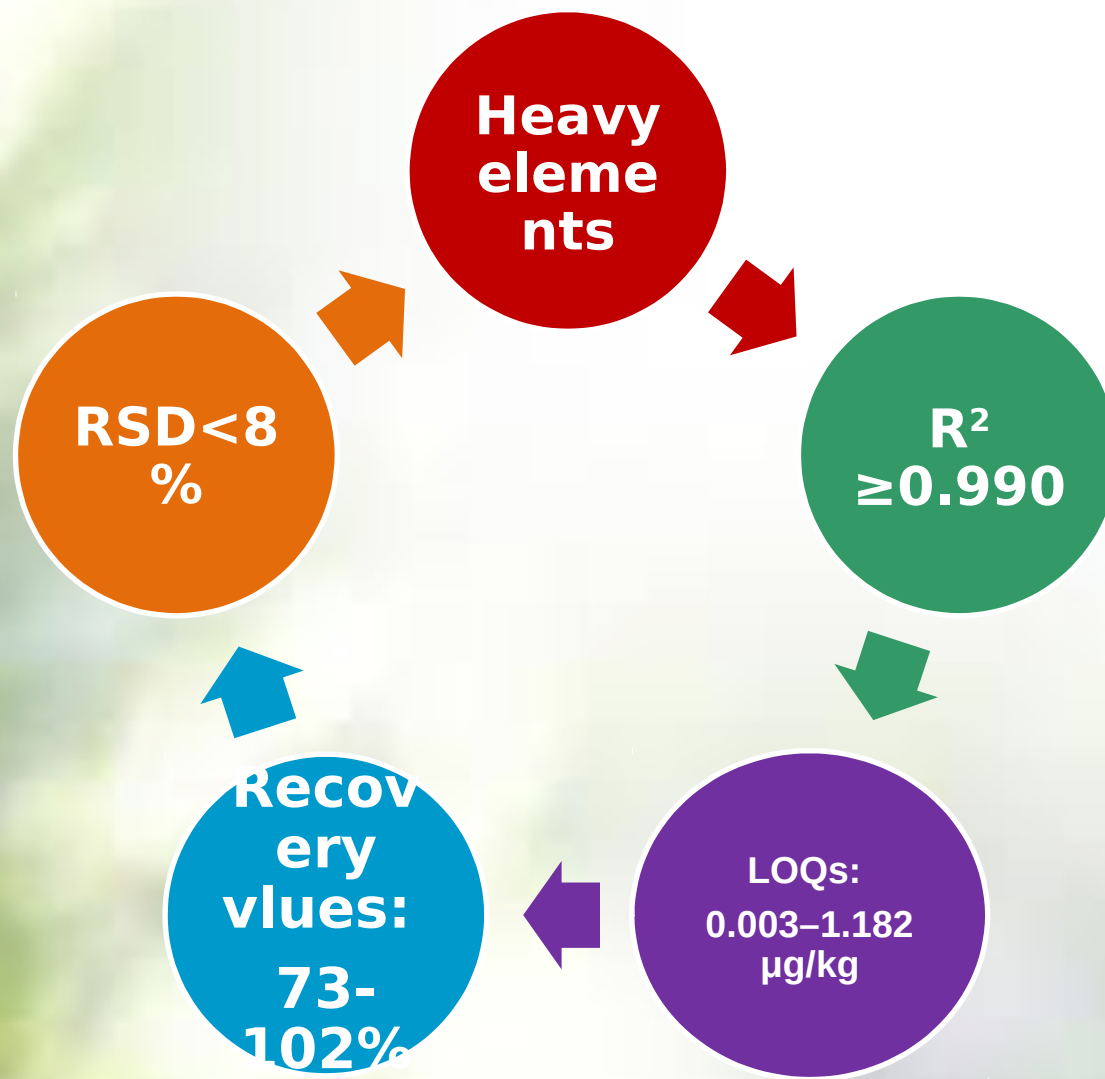 Heavy
eleme
nts
R²
≥0.990
LOQs:
0.003–1.182
µg/kg
Recov
ery
vlues:
73-
102%
RSD<8
%